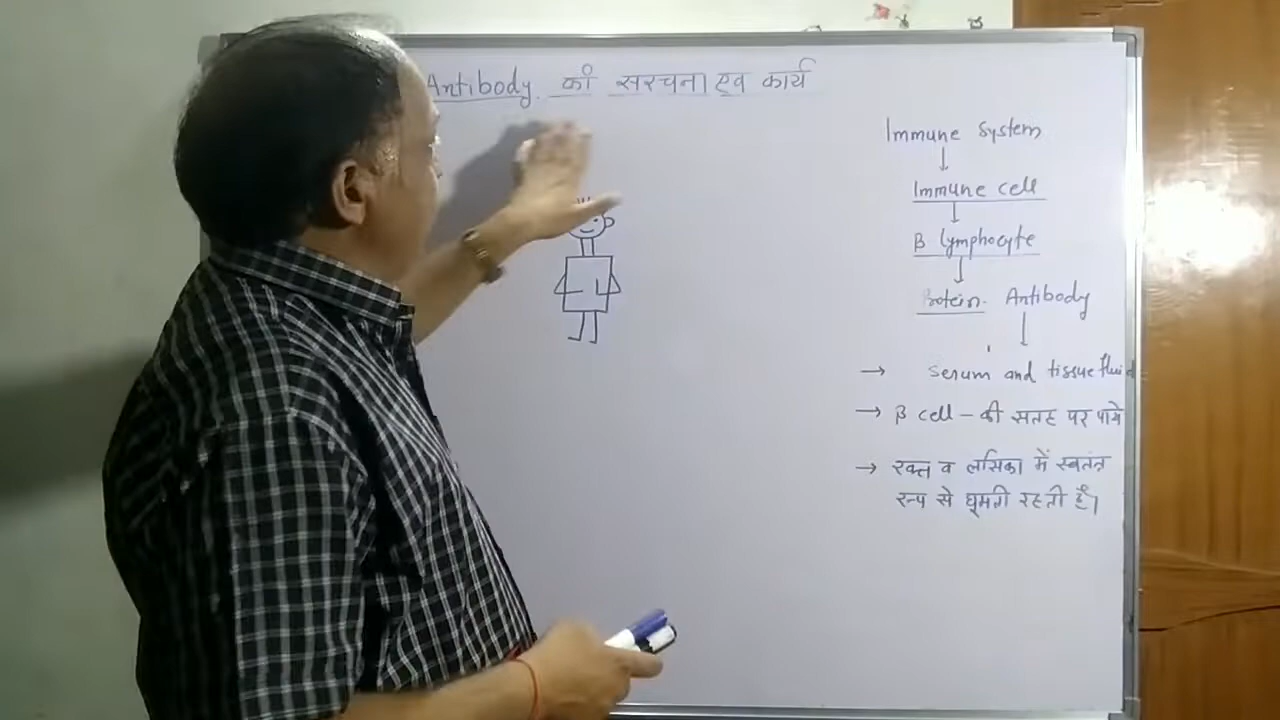 Antibody की सरचना एव कार्य
Immune System
↓
Immune cell
↓
B lymphocyte
↓
Protein. Antibody
↓
→ Serum and tissue fluid
→ B cell - की सतह पर पाये
→ रक्त व लसिका में स्वतंत्र
रूप से घूमती रहती हैं।